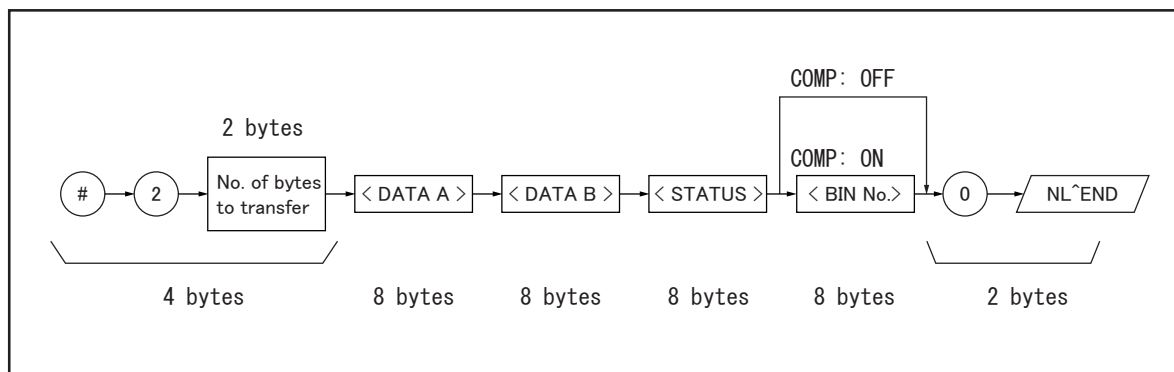 COMP: OFF
2 bytes
COMP: ON
# 2 No. of bytes to transfer < DATA A > < DATA B > < STATUS > < BIN No.> 0 NL^END
4 bytes 8 bytes 8 bytes 8 bytes 8 bytes 2 bytes